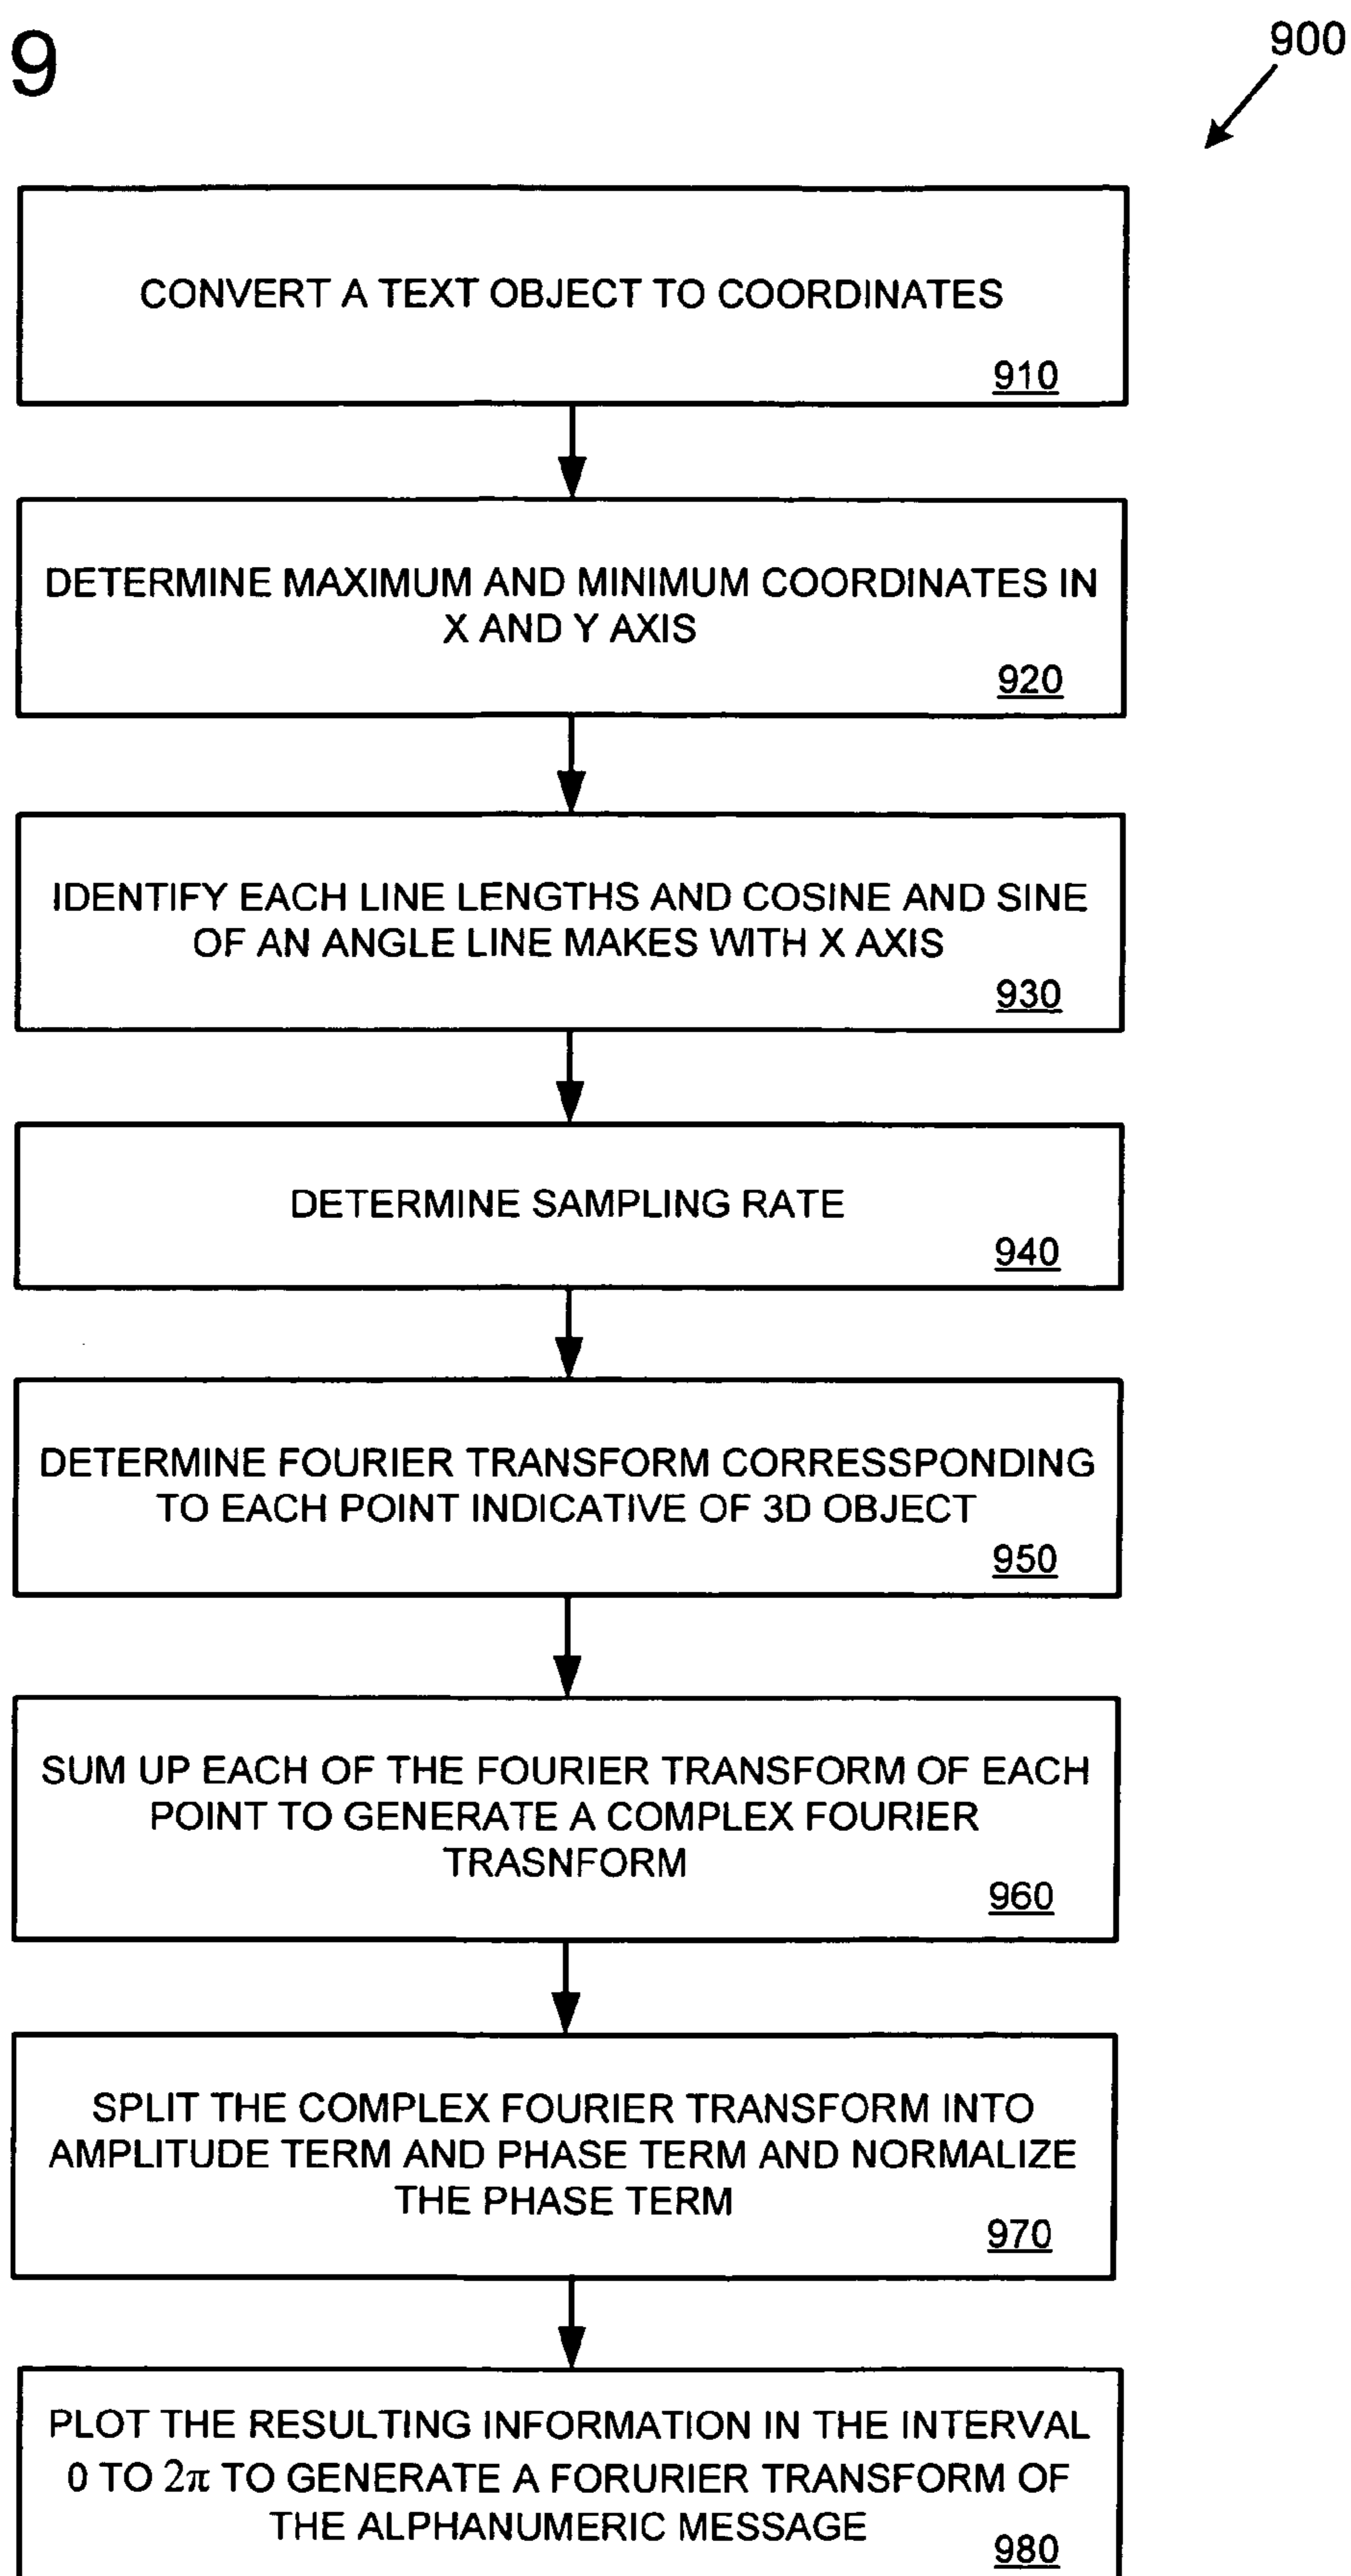 9
900
CONVERT A TEXT OBJECT TO COORDINATES
910
DETERMINE MAXIMUM AND MINIMUM COORDINATES IN
X AND Y AXIS
920
IDENTIFY EACH LINE LENGTHS AND COSINE AND SINE
OF AN ANGLE LINE MAKES WITH X AXIS
930
DETERMINE SAMPLING RATE
940
DETERMINE FOURIER TRANSFORM CORRESSPONDING
TO EACH POINT INDICATIVE OF 3D OBJECT
950
SUM UP EACH OF THE FOURIER TRANSFORM OF EACH
POINT TO GENERATE A COMPLEX FOURIER
TRASNFORM
960
SPLIT THE COMPLEX FOURIER TRANSFORM INTO
AMPLITUDE TERM AND PHASE TERM AND NORMALIZE
THE PHASE TERM
970
PLOT THE RESULTING INFORMATION IN THE INTERVAL
0 TO 2π TO GENERATE A FORURIER TRANSFORM OF
THE ALPHANUMERIC MESSAGE
980